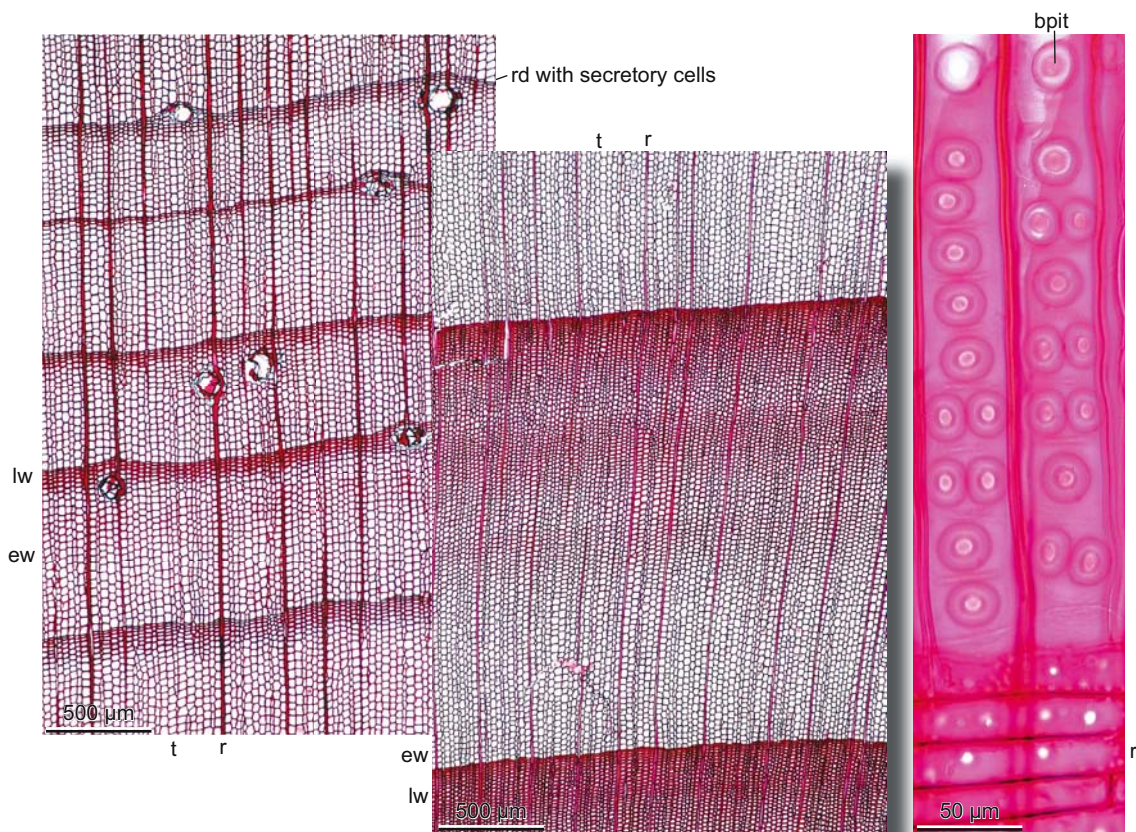 bpit
rd with secretory cells
t r
lw
ew
500 µm
t r
ew
lw
500 µm
r
50 µm